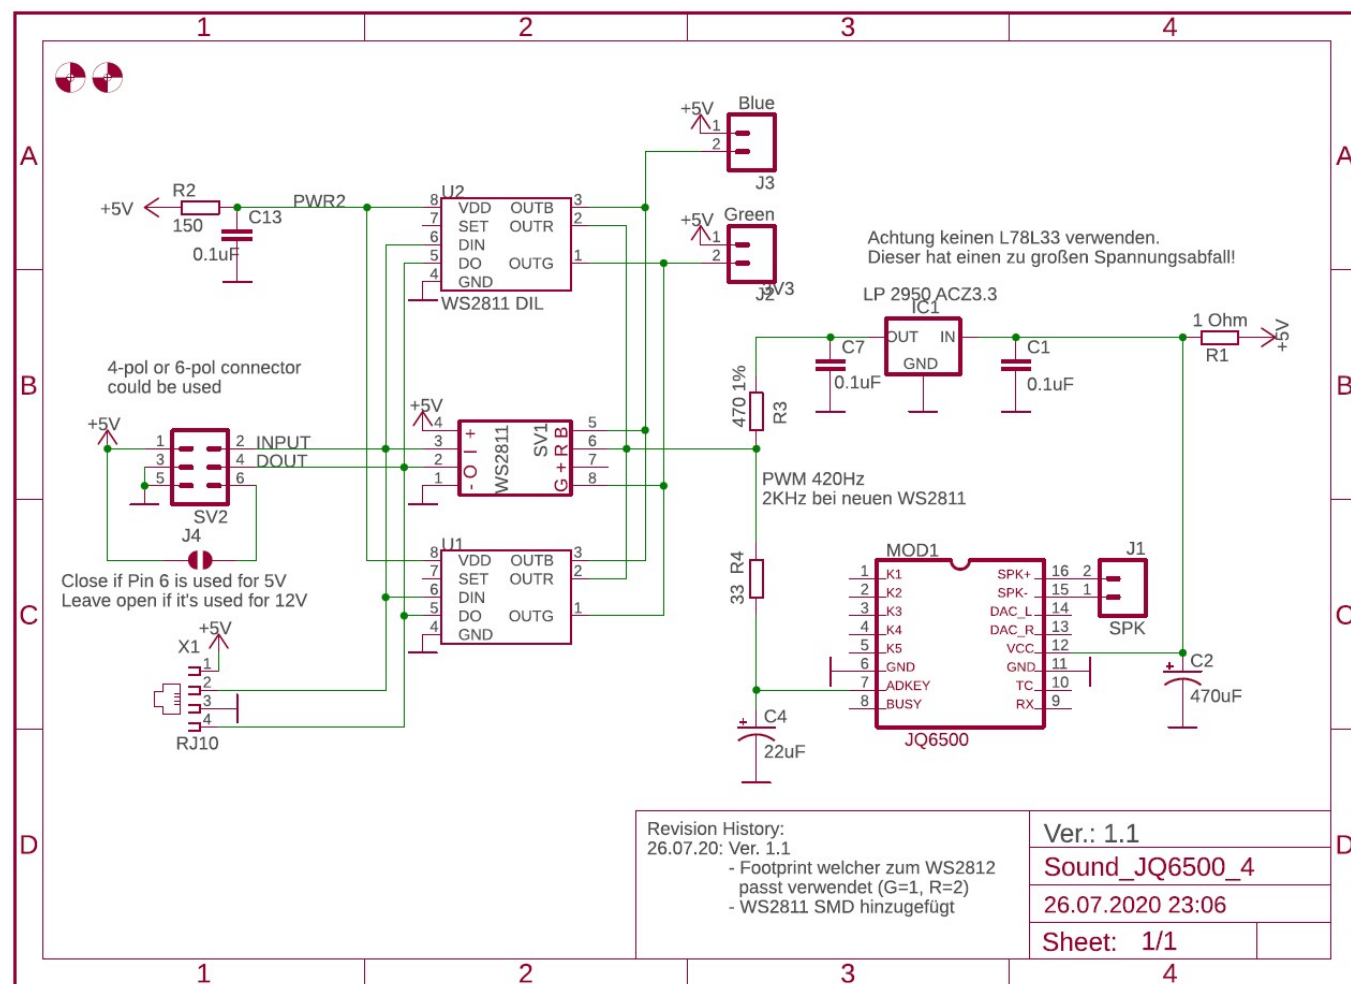 1 2 3 4
A A
B B
C C
D D
+5V
R2
150
C13
0.1uF
PWR2
U2
8 VDD OUTB 3
7 SET OUTR 2
6 DIN
5 DO OUTG 1
4 GND
WS2811 DIL
+5V Blue
1
2
J3
+5V Green
1
2
J2
3V3
Achtung keinen L78L33 verwenden.
Dieser hat einen zu großen Spannungsabfall!
LP 2950 ACZ3.3
IC1
OUT IN
GND
C7
0.1uF
C1
0.1uF
1 Ohm
R1
+5V
470 1%
R3
4-pol or 6-pol connector
could be used
+5V
1 2 INPUT
3 4 DOUT
5 6
SV2
J4
Close if Pin 6 is used for 5V
Leave open if it's used for 12V
+5V
4 + B 5
3 I R 6
2 O + 7
1 - G 8
WS2811
SV1
PWM 420Hz
2KHz bei neuen WS2811
U1
8 VDD OUTB 3
7 SET OUTR 2
6 DIN
5 DO OUTG 1
4 GND
33 R4
+5V
X1
1
2
3
4
RJ10
MOD1
1 K1 SPK+ 16
2 K2 SPK- 15
3 K3 DAC_L 14
4 K4 DAC_R 13
5 K5 VCC 12
6 GND GND 11
7 ADKEY TC 10
8 BUSY RX 9
JQ6500
J1
2
1
SPK
+
C2
470uF
+
C4
22uF
Revision History:
26.07.20: Ver. 1.1
- Footprint welcher zum WS2812
passt verwendet (G=1, R=2)
- WS2811 SMD hinzugefügt
Ver.: 1.1
Sound_JQ6500_4
26.07.2020 23:06
Sheet: 1/1
1 2 3 4